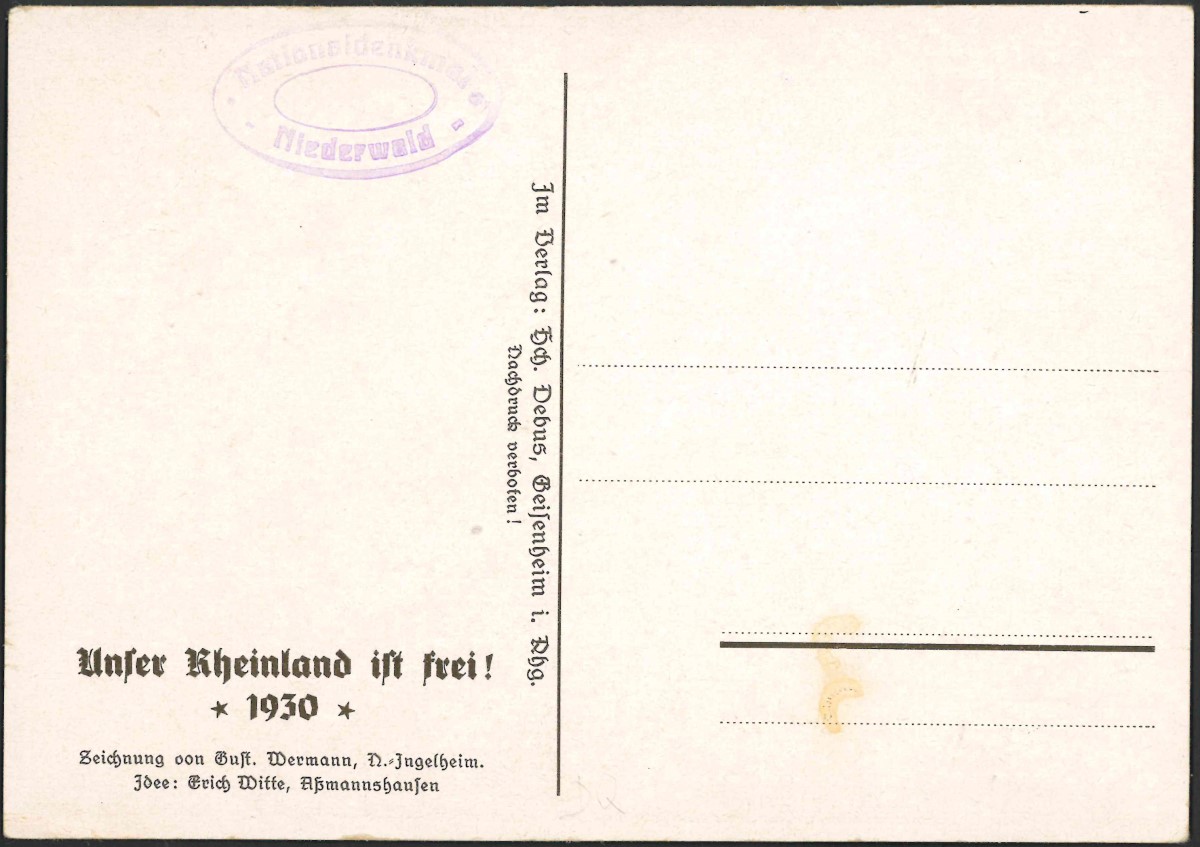 Nationaldenkmal
Niederwald
Im Verlag: Hch. Debus, Geisenheim i. Rhg.
Nachdruck verboten!
Unser Rheinland ist frei!
★ 1930 ★
Zeichnung von Gust. Wermann, N.-Ingelheim.
Idee: Erich Witte, Aßmannshausen